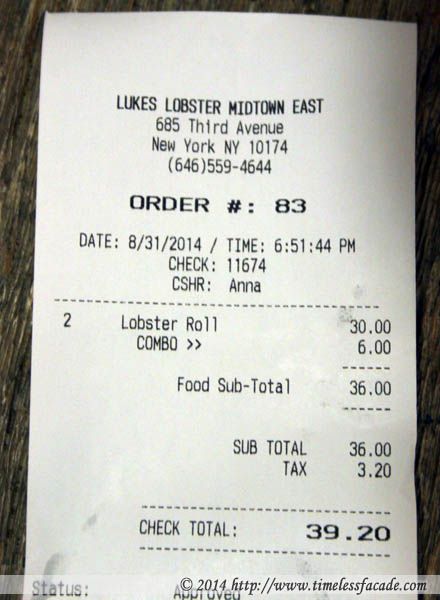 LUKES LOBSTER MIDTOWN EAST
685 Third Avenue
New York NY 10174
(646)559-4644
ORDER #: 83
DATE: 8/31/2014 / TIME: 6:51:44 PM
CHECK: 11674
CSHR: Anna
2 Lobster Roll 30.00
COMBO >> 6.00
Food Sub-Total 36.00
SUB TOTAL 36.00
TAX 3.20
CHECK TOTAL: 39.20
Status: Approved
© 2014 http://www.timelessfacade.com